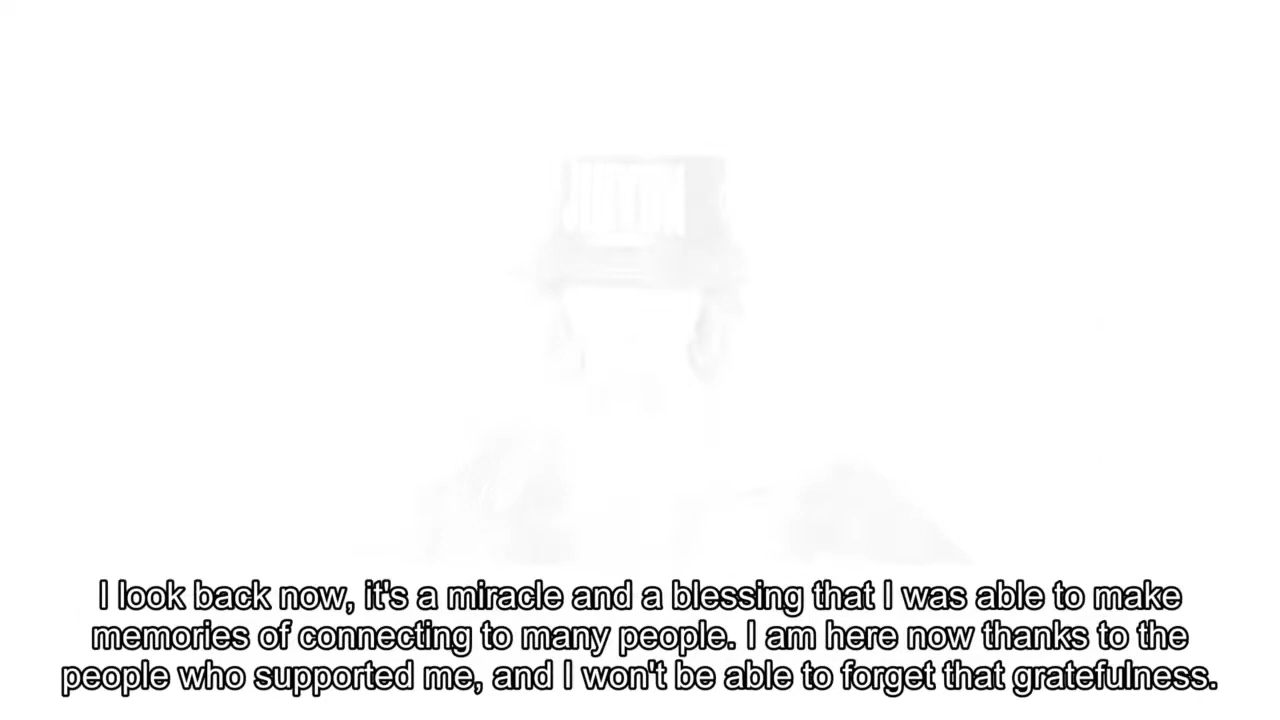 I look back now, it's a miracle and a blessing that I was able to make
memories of connecting to many people. I am here now thanks to the
people who supported me, and I won't be able to forget that gratefulness.